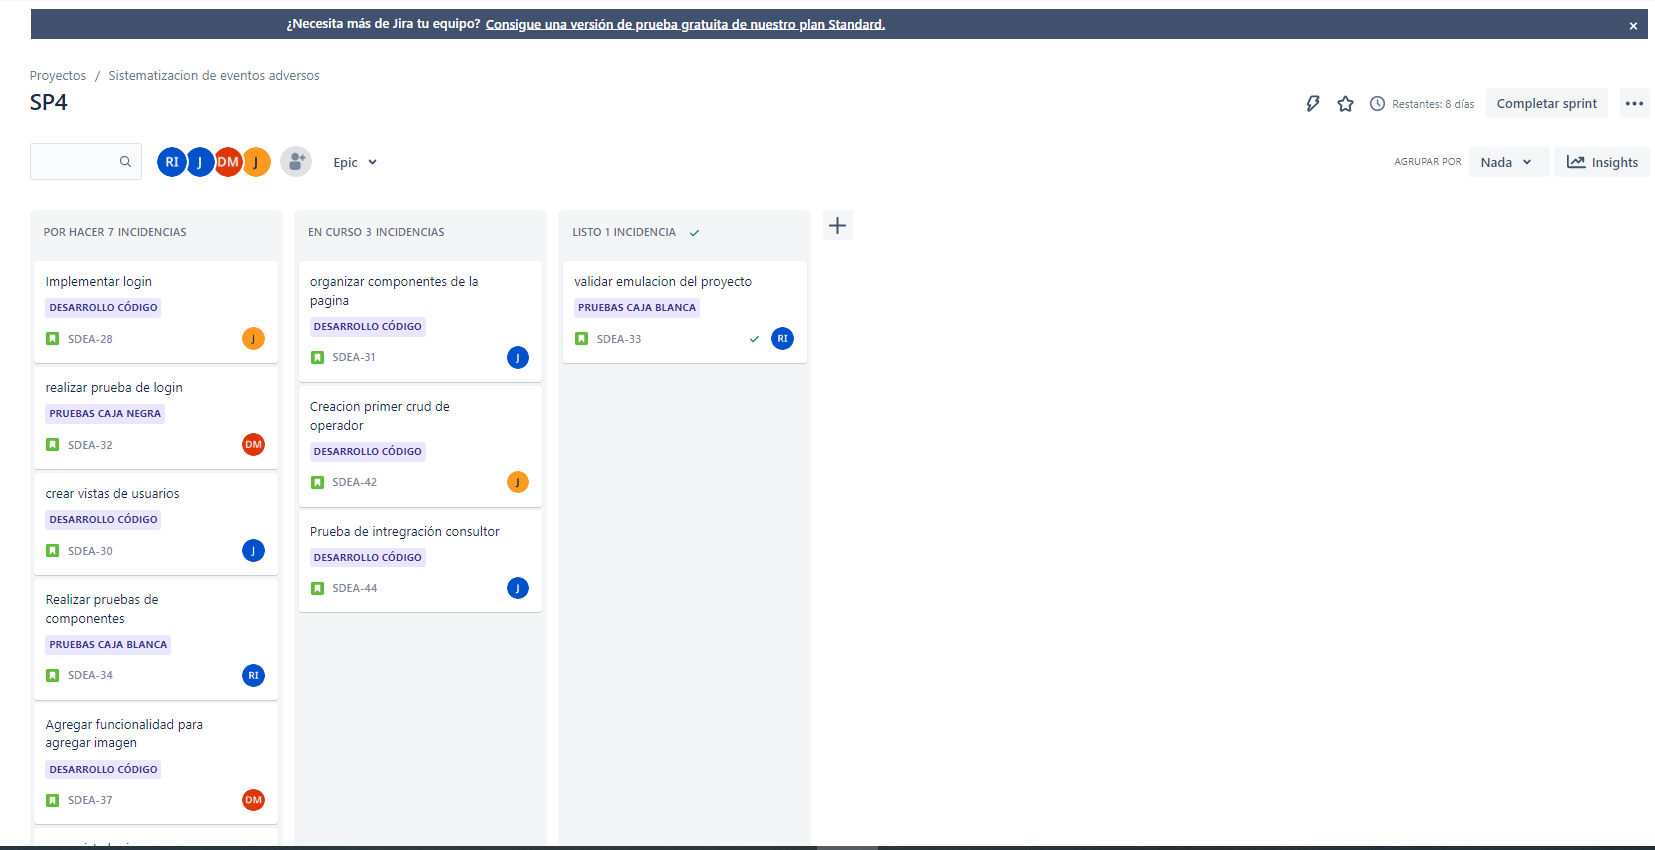 ¿Necesita más de Jira tu equipo? Consigue una versión de prueba gratuita de nuestro plan Standard.
Proyectos / Sistematizacion de eventos adversos
SP4
Restantes: 8 días
Completar sprint
RI
J
DM
J
Epic
AGRUPAR POR
Nada
Insights
POR HACER 7 INCIDENCIAS
Implementar login
DESARROLLO CÓDIGO
SDEA-28
J
realizar prueba de login
PRUEBAS CAJA NEGRA
SDEA-32
DM
crear vistas de usuarios
DESARROLLO CÓDIGO
SDEA-30
J
Realizar pruebas de
componentes
PRUEBAS CAJA BLANCA
SDEA-34
RI
Agregar funcionalidad para
agregar imagen
DESARROLLO CÓDIGO
SDEA-37
DM
EN CURSO 3 INCIDENCIAS
organizar componentes de la
pagina
DESARROLLO CÓDIGO
SDEA-31
J
Creacion primer crud de
operador
DESARROLLO CÓDIGO
SDEA-42
J
Prueba de intregración consultor
DESARROLLO CÓDIGO
SDEA-44
J
LISTO 1 INCIDENCIA
validar emulacion del proyecto
PRUEBAS CAJA BLANCA
SDEA-33
RI